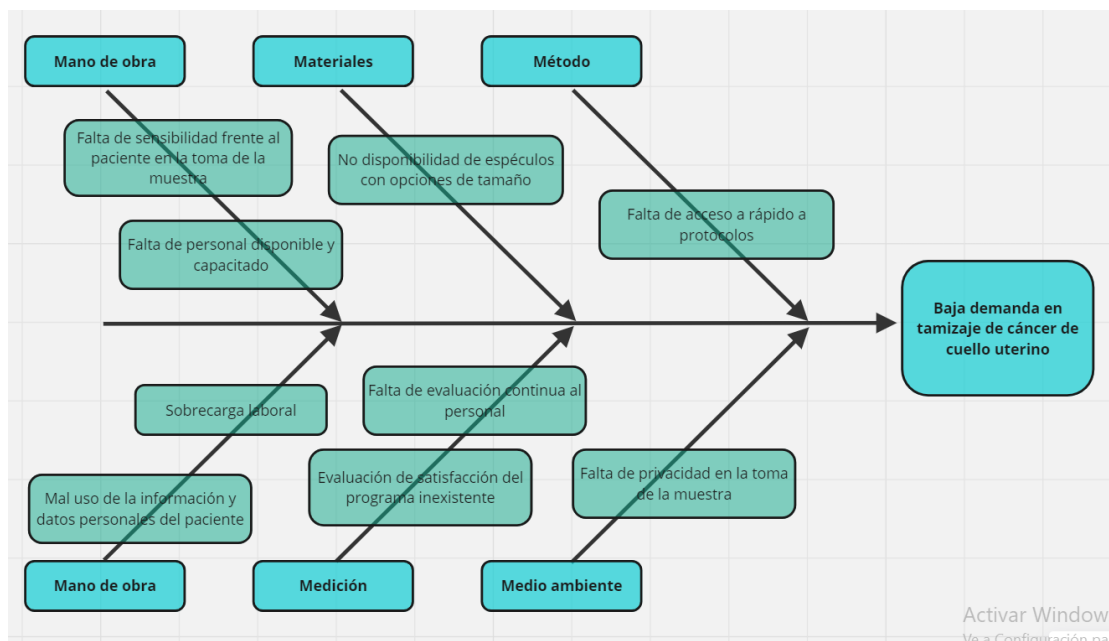 Mano de obra
Materiales
Método
Falta de sensibilidad frente al
paciente en la toma de la
muestra
No disponibilidad de espéculos
con opciones de tamaño
Falta de acceso a rápido a
protocolos
Falta de personal disponible y
capacitado
Baja demanda en
tamizaje de cáncer de
cuello uterino
Sobrecarga laboral
Falta de evaluación continua al
personal
Mal uso de la información y
datos personales del paciente
Evaluación de satisfacción del
programa inexistente
Falta de privacidad en la toma
de la muestra
Mano de obra
Medición
Medio ambiente
Activar Window
Ve a Configuración pa